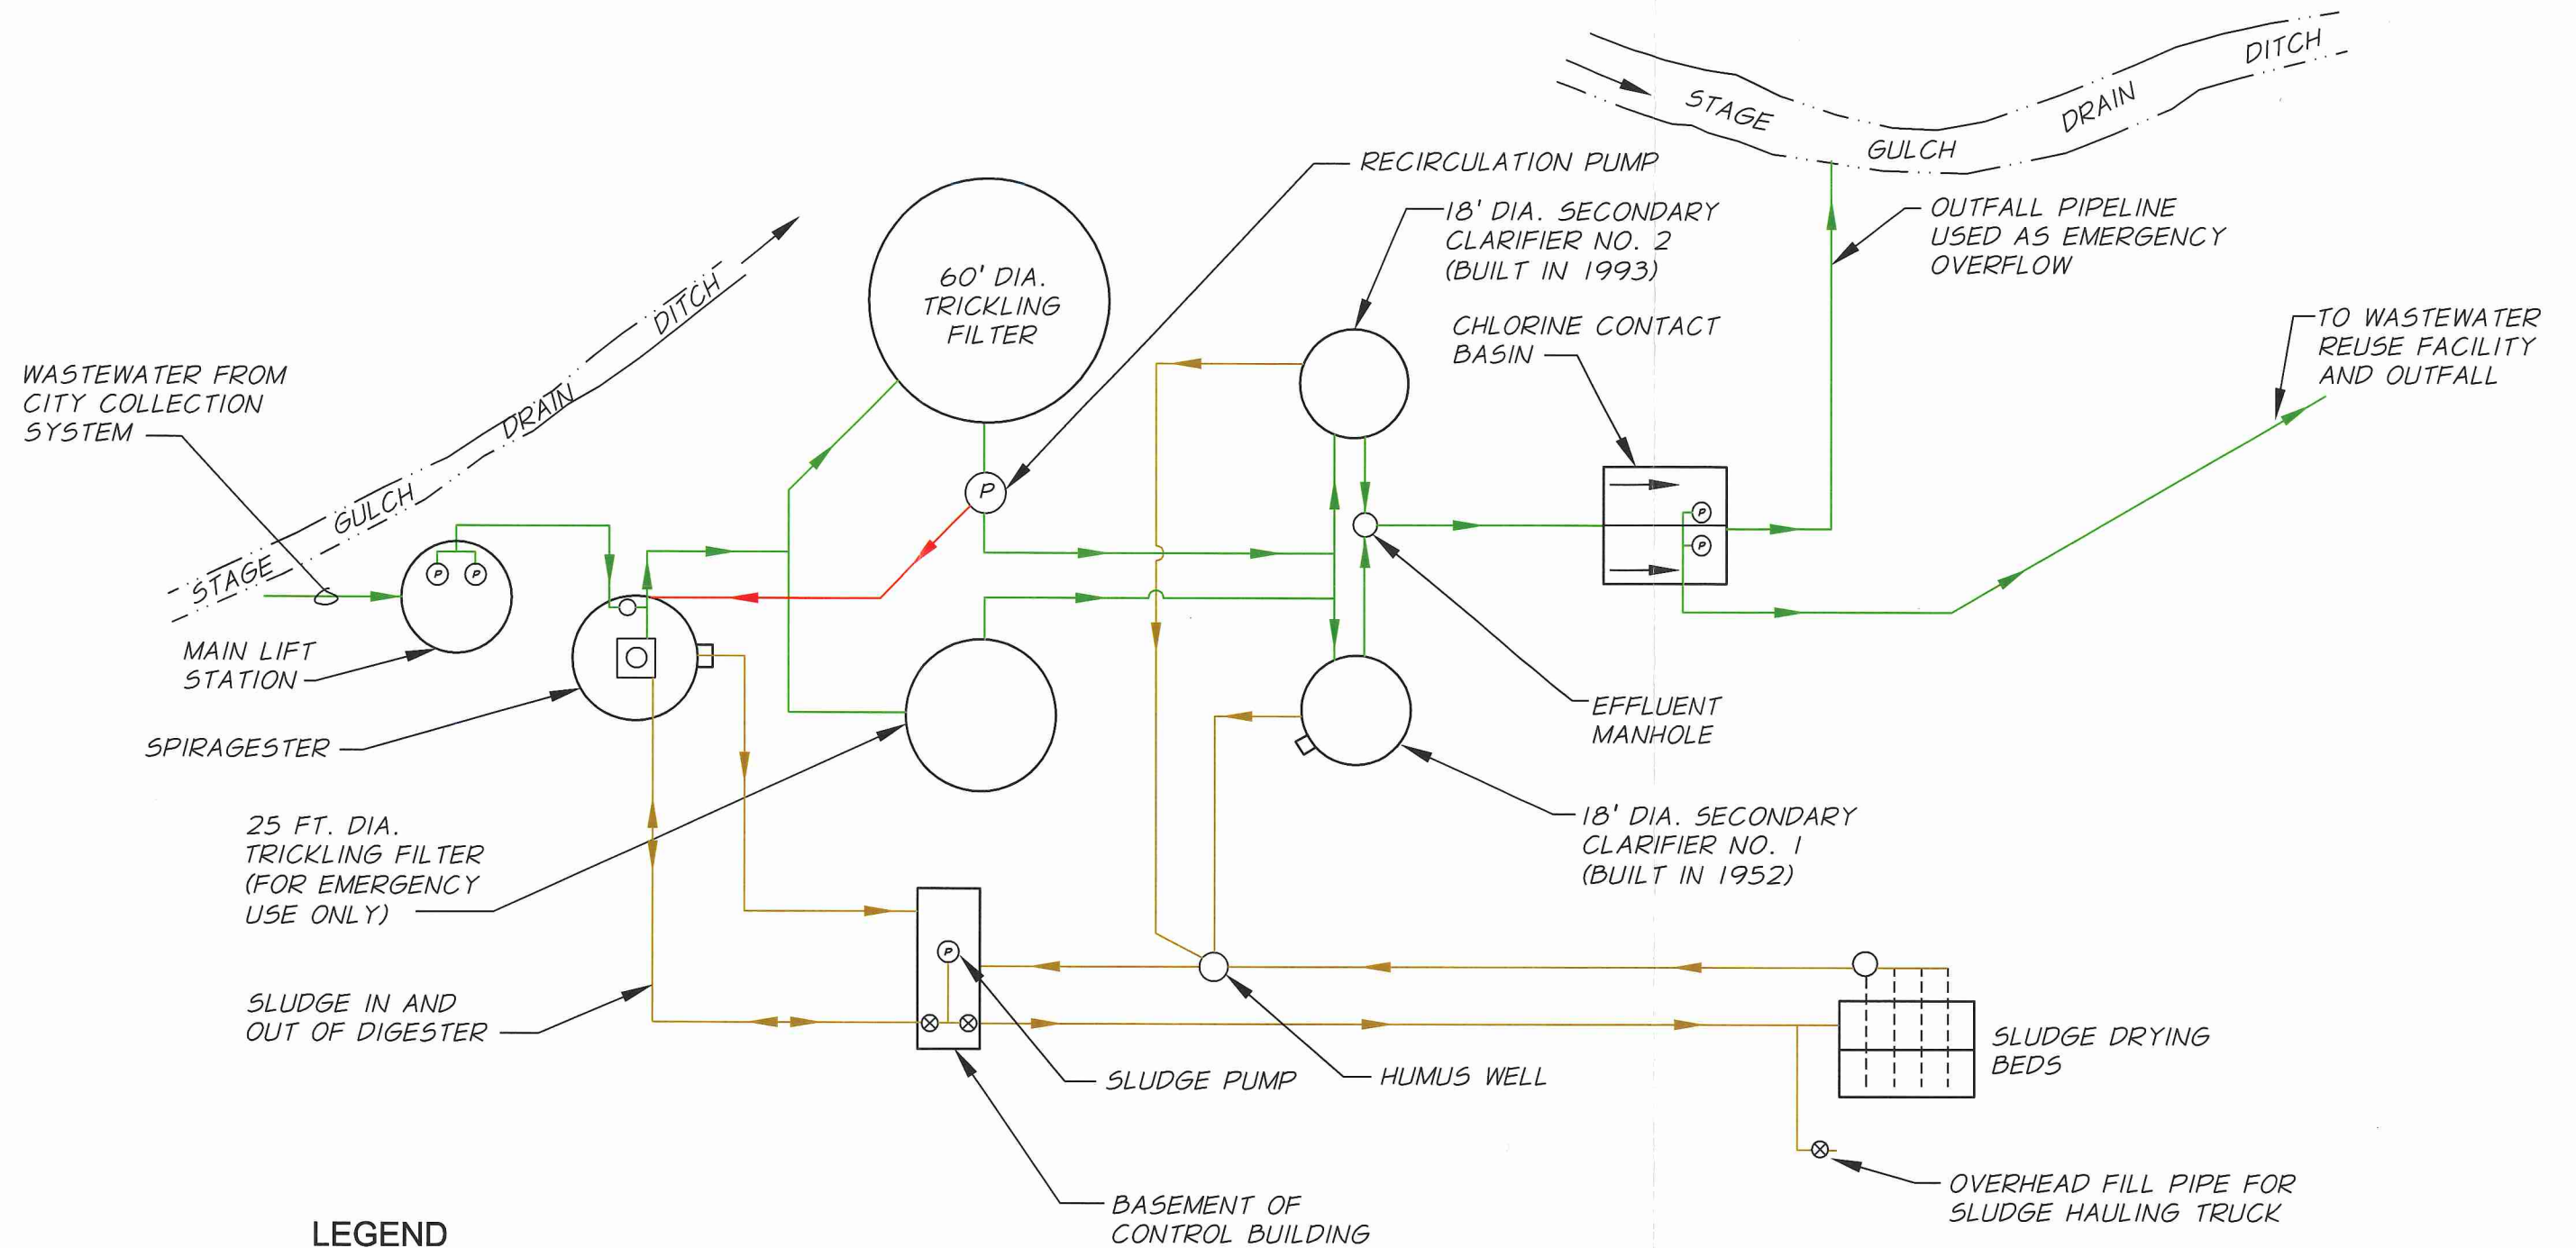 STAGE
GULCH
DRAIN
DITCH
RECIRCULATION PUMP
18' DIA. SECONDARY
CLARIFIER NO. 2
(BUILT IN 1993)
OUTFALL PIPELINE
USED AS EMERGENCY
OVERFLOW
60' DIA.
TRICKLING
FILTER
CHLORINE CONTACT
BASIN
TO WASTEWATER
REUSE FACILITY
AND OUTFALL
WASTEWATER FROM
CITY COLLECTION
SYSTEM
STAGE
GULCH
DRAIN
DITCH
P
P
P
P
P
MAIN LIFT
STATION
SPIRAGESTER
EFFLUENT
MANHOLE
25 FT. DIA.
TRICKLING FILTER
(FOR EMERGENCY
USE ONLY)
18' DIA. SECONDARY
CLARIFIER NO. 1
(BUILT IN 1952)
P
SLUDGE IN AND
OUT OF DIGESTER
SLUDGE PUMP
HUMUS WELL
SLUDGE DRYING
BEDS
BASEMENT OF
CONTROL BUILDING
OVERHEAD FILL PIPE FOR
SLUDGE HAULING TRUCK
LEGEND